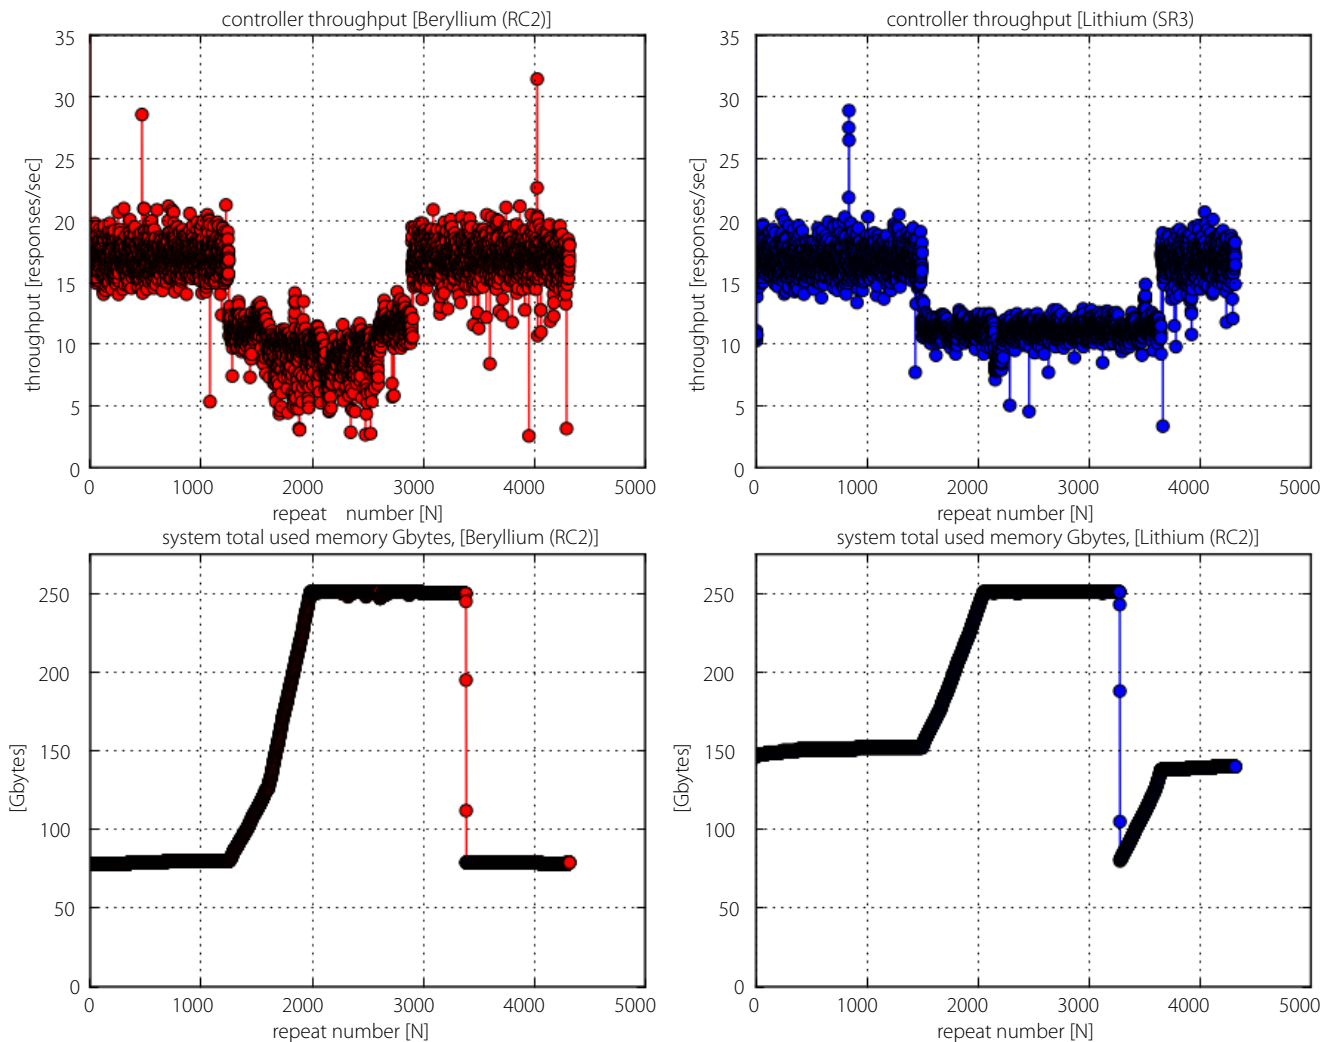 controller throughput [Beryllium (RC2)]
35
30
25
20
15
10
5
0
throughput [responses/sec]
0 1000 2000 3000 4000 5000
repeat number [N]
controller throughput [Lithium (SR3)
35
30
25
20
15
10
5
0
throughput [responses/sec]
0 1000 2000 3000 4000 5000
repeat number [N]
system total used memory Gbytes, [Beryllium (RC2)]
250
200
150
100
50
0
[Gbytes]
0 1000 2000 3000 4000 5000
repeat number [N]
system total used memory Gbytes, [Lithium (RC2)]
250
200
150
100
50
0
[Gbytes]
0 1000 2000 3000 4000 5000
repeat number [N]